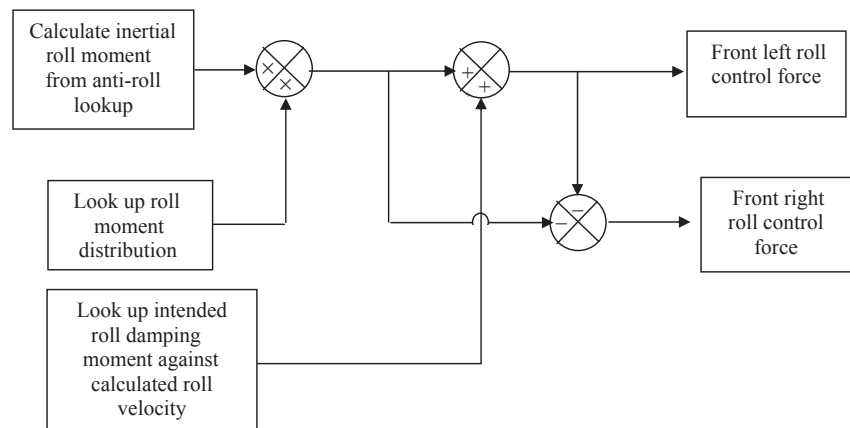 Calculate inertial
roll moment
from anti-roll
lookup
×
×
+
+
Front left roll
control force
Look up roll
moment
distribution
−
−
Front right
roll control
force
Look up intended
roll damping
moment against
calculated roll
velocity